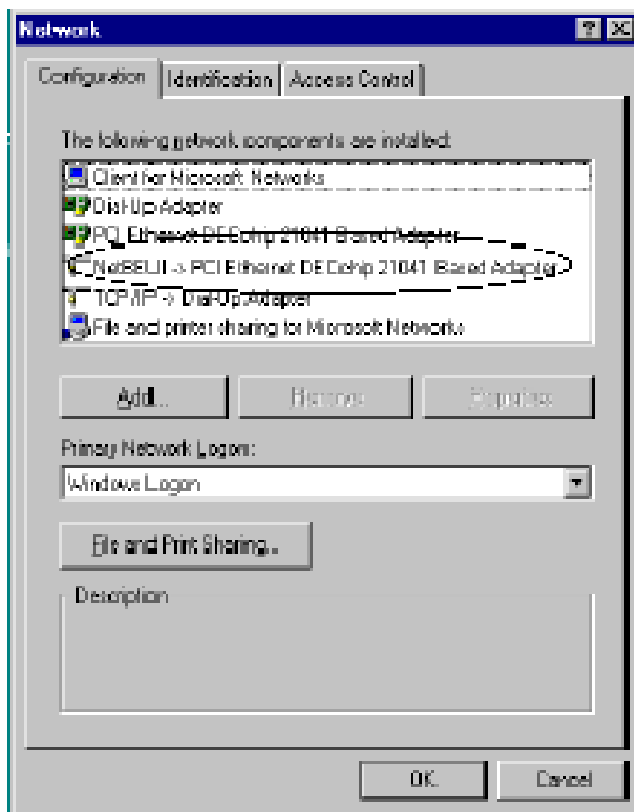 Network
Configuration Identification Access Control
The following network components are installed:
Client for Microsoft Networks
Dial-Up Adapter
PCI Ethernet DECchip 21041 Based Adapter
NetBEUI -> PCI Ethernet DECchip 21041 Based Adapter
TCP/IP -> Dial-Up Adapter
File and printer sharing for Microsoft Networks
Add... Remove Properties
Primary Network Logon:
Windows Logon
File and Print Sharing...
Description
OK Cancel